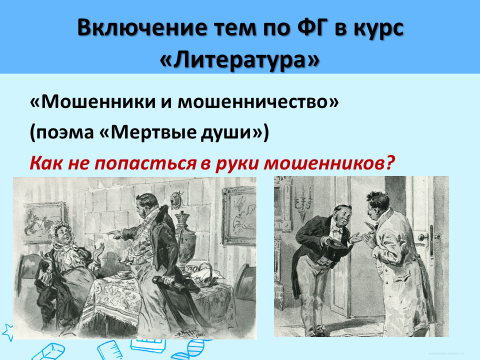 Включение тем по ФГ в курс
«Литература»
«Мошенники и мошенничество»
(поэма «Мертвые души»)
Как не попасться в руки мошенников?